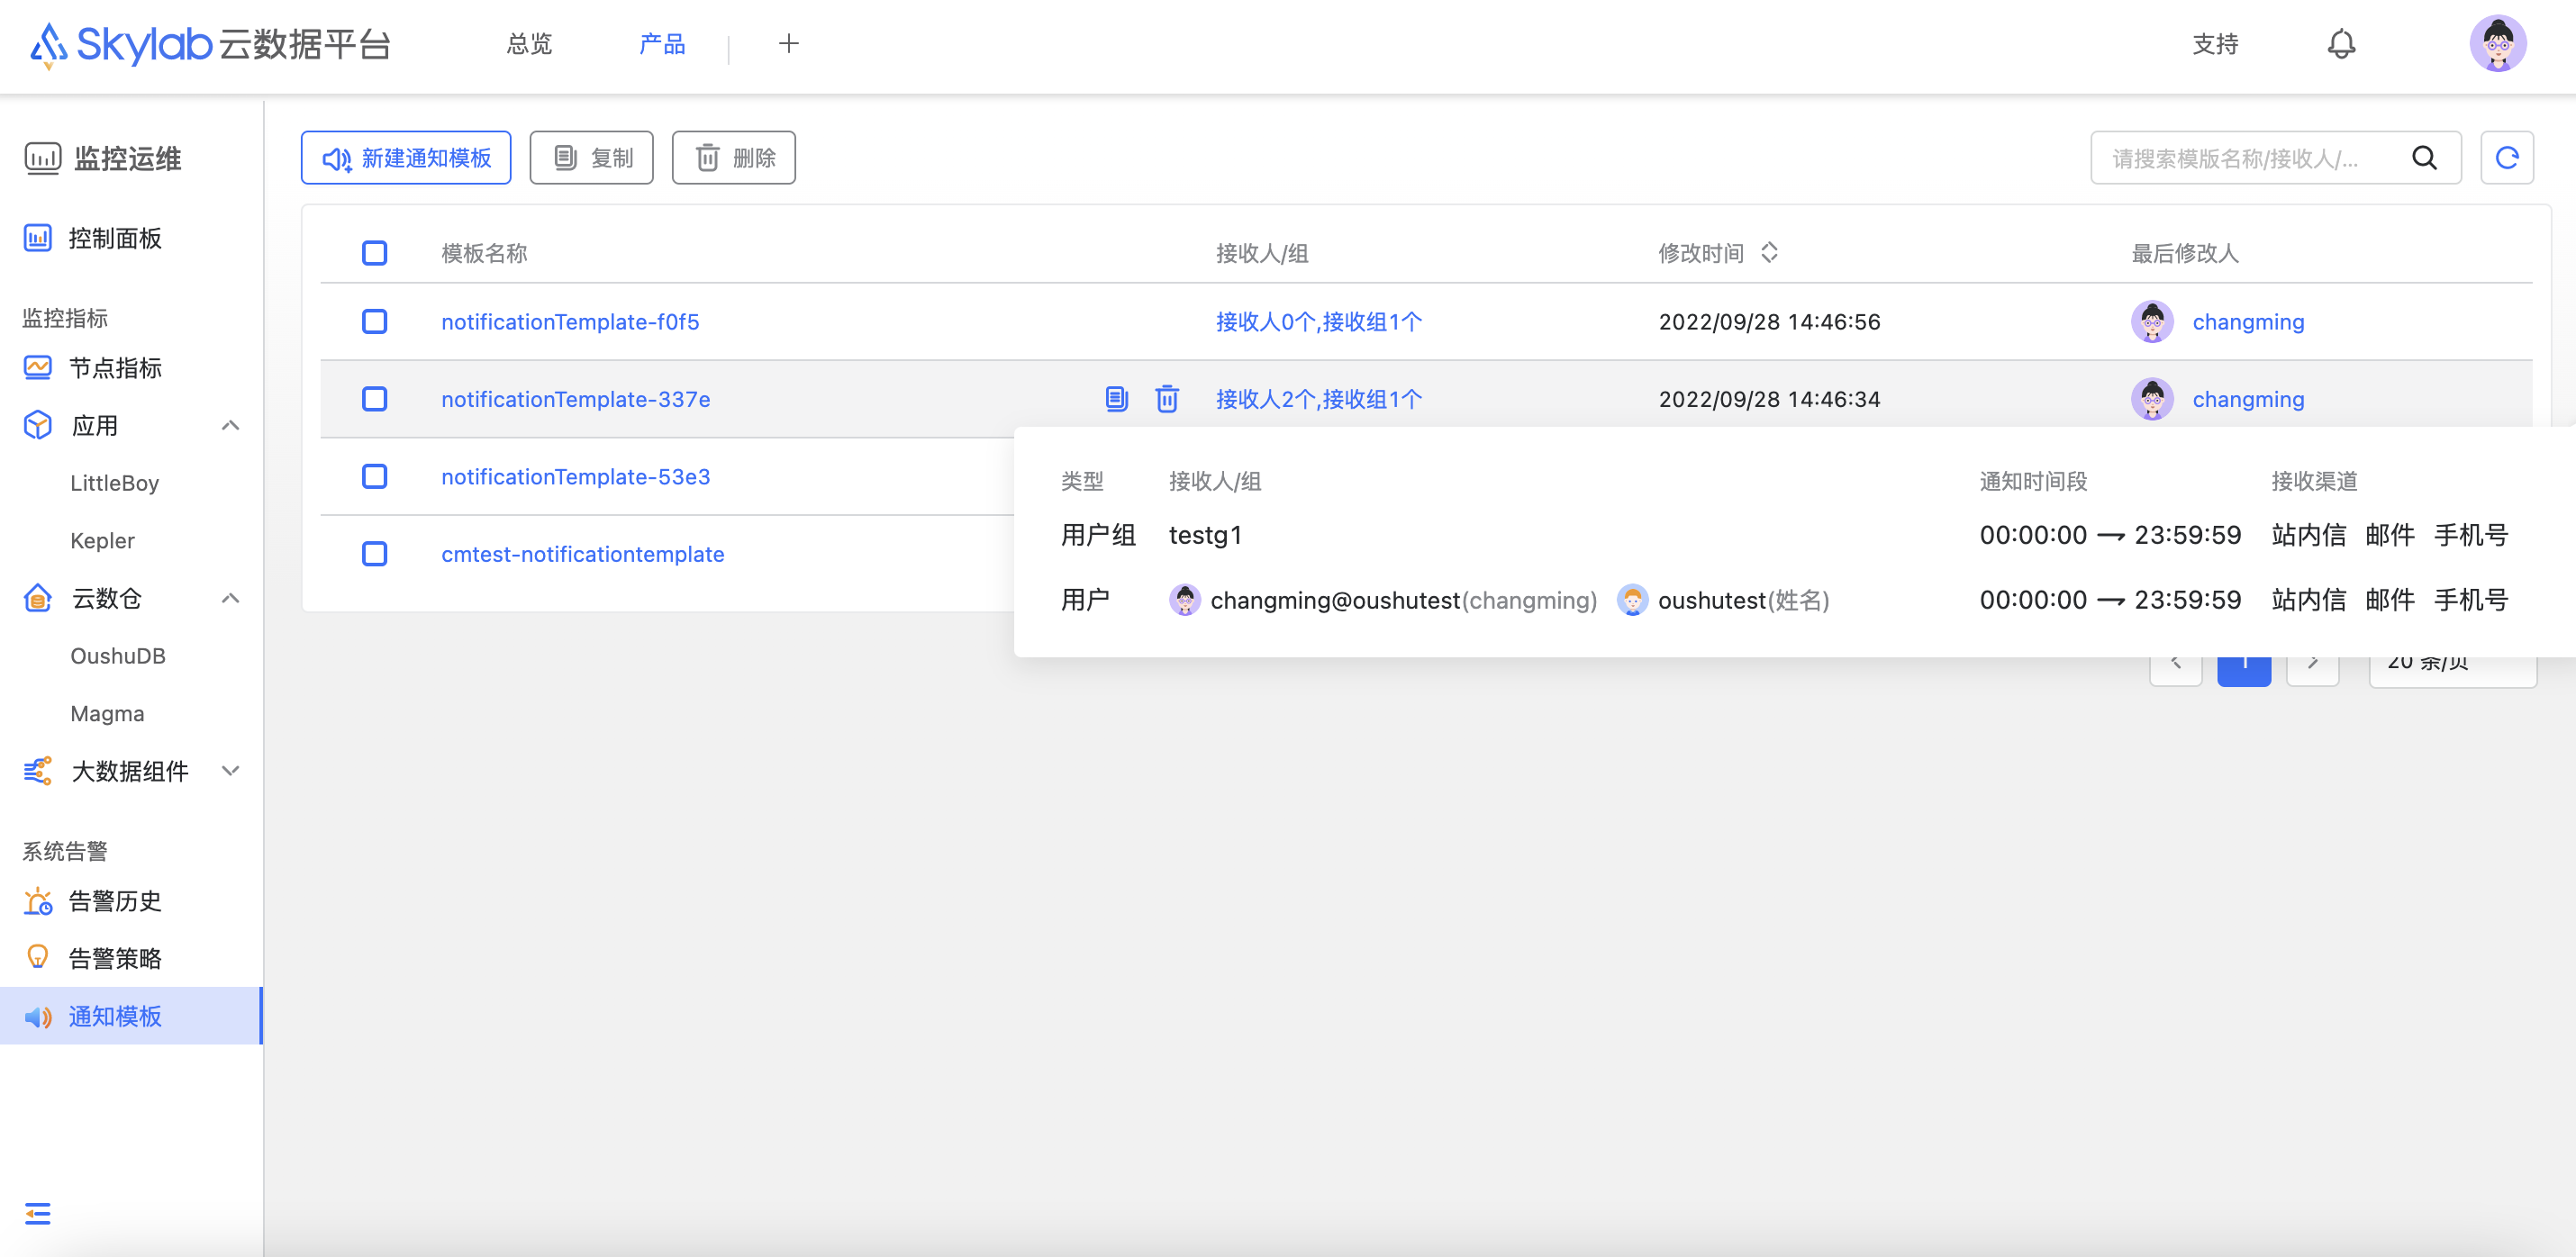 Skylab 云数据平台 总览 产品 支持
监控运维
控制面板
监控指标
节点指标
应用
LittleBoy
Kepler
云数仓
OushuDB
Magma
大数据组件
系统告警
告警历史
告警策略
通知模板
新建通知模板 复制 删除 请搜索模版名称/接收人/...
模板名称 接收人/组 修改时间 最后修改人
notificationTemplate-f0f5 接收人0个,接收组1个 2022/09/28 14:46:56 changming
notificationTemplate-337e 接收人2个,接收组1个 2022/09/28 14:46:34 changming
notificationTemplate-53e3
cmtest-notificationtemplate
类型 接收人/组 通知时间段 接收渠道
用户组 testg1 00:00:00 → 23:59:59 站内信 邮件 手机号
用户 changming@oushutest(changming) oushutest(姓名) 00:00:00 → 23:59:59 站内信 邮件 手机号
1 20 条/页